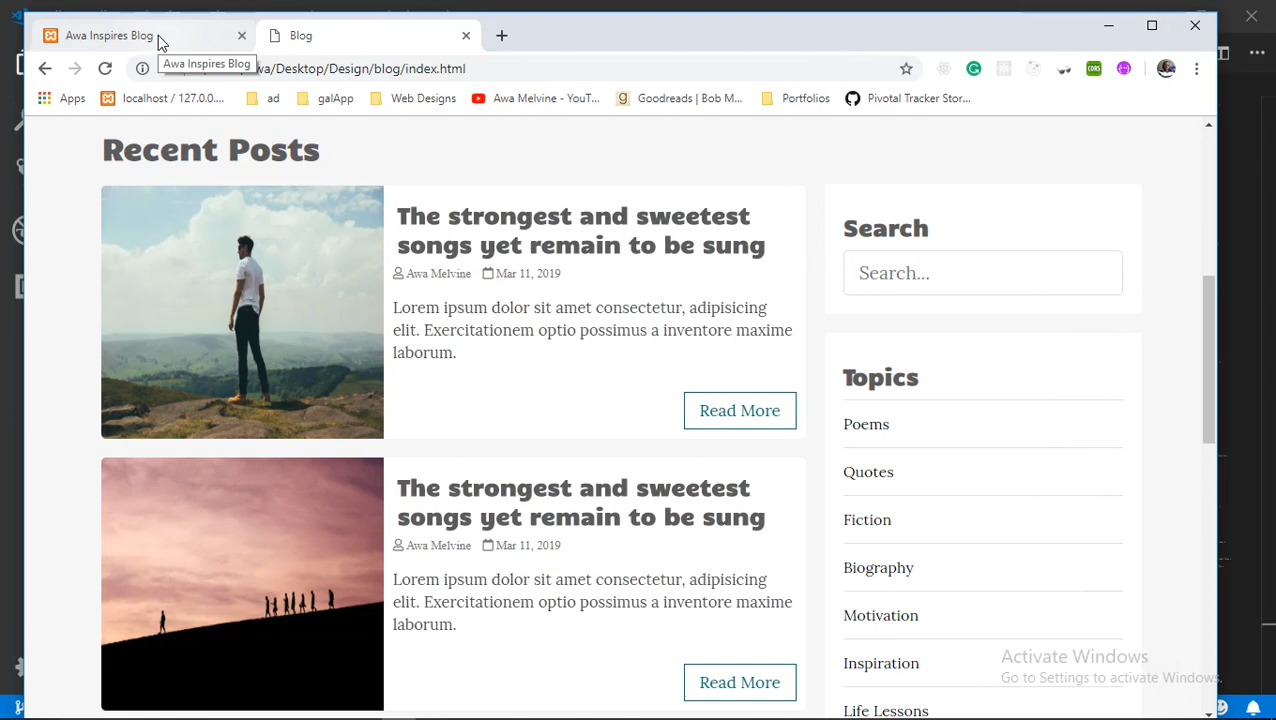 Awa Inspires Blog
Blog
Awa Inspires Blog
wa/Desktop/Design/blog/index.html
Apps
localhost / 127.0.0....
ad
galApp
Web Designs
Awa Melvine - YouT...
Goodreads | Bob M...
Portfolios
Pivotal Tracker Stor...
CORS
Recent Posts
The strongest and sweetest
songs yet remain to be sung
Awa Melvine
Mar 11, 2019
Lorem ipsum dolor sit amet consectetur, adipisicing
elit. Exercitationem optio possimus a inventore maxime
laborum.
Read More
The strongest and sweetest
songs yet remain to be sung
Awa Melvine
Mar 11, 2019
Lorem ipsum dolor sit amet consectetur, adipisicing
elit. Exercitationem optio possimus a inventore maxime
laborum.
Read More
Search
Search...
Topics
Poems
Quotes
Fiction
Biography
Motivation
Inspiration
Life Lessons
Activate Windows
Go to Settings to activate Windows.